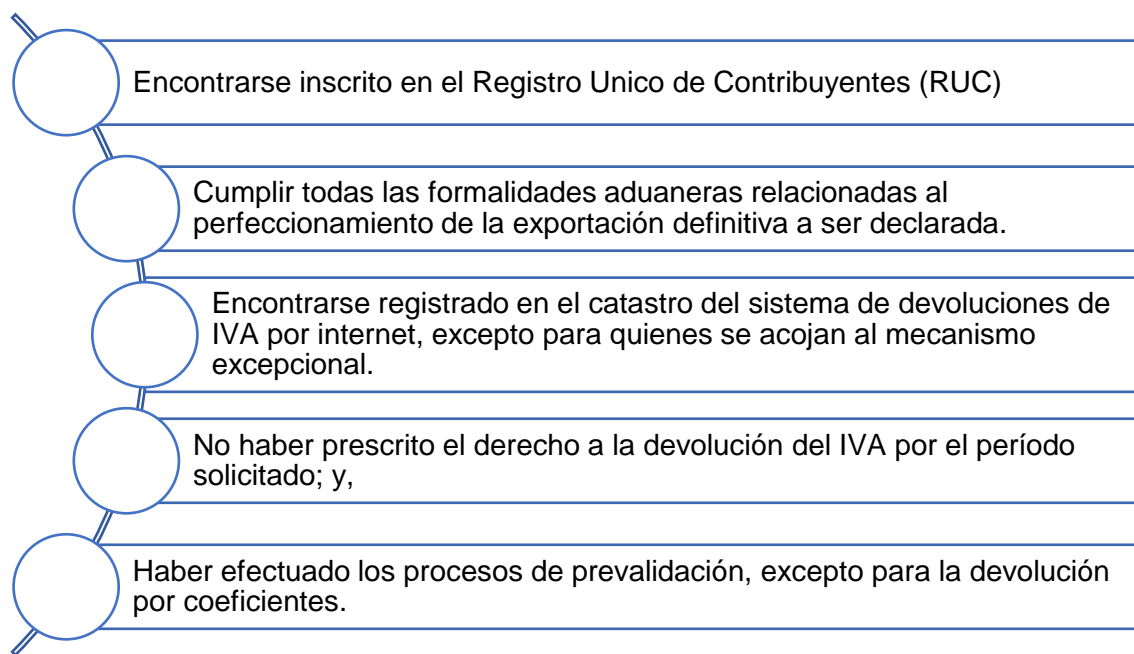 Encontrarse inscrito en el Registro Unico de Contribuyentes (RUC)
Cumplir todas las formalidades aduaneras relacionadas al
perfeccionamiento de la exportación definitiva a ser declarada.
Encontrarse registrado en el catastro del sistema de devoluciones de
IVA por internet, excepto para quienes se acojan al mecanismo
excepcional.
No haber prescrito el derecho a la devolución del IVA por el período
solicitado; y,
Haber efectuado los procesos de prevalidación, excepto para la devolución
por coeficientes.